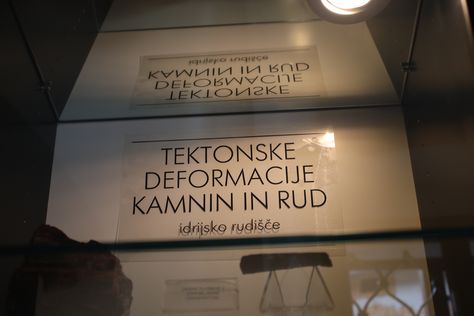 TEKTONSKE
DEFORMACIJE
KAMNIN IN RUD
idrijsko rudišče